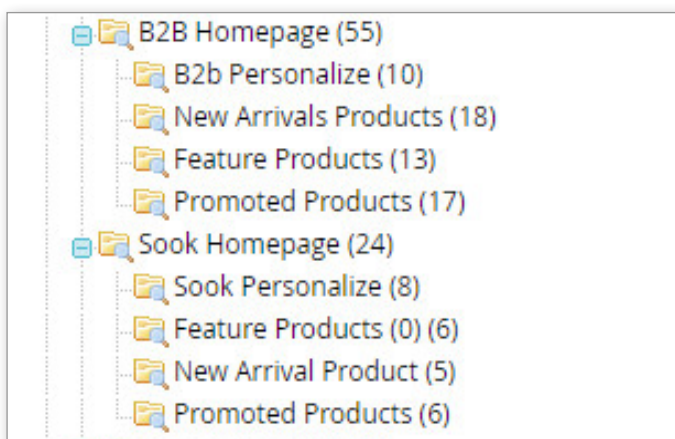 B2B Homepage (55)
B2b Personalize (10)
New Arrivals Products (18)
Feature Products (13)
Promoted Products (17)
Sook Homepage (24)
Sook Personalize (8)
Feature Products (0) (6)
New Arrival Product (5)
Promoted Products (6)